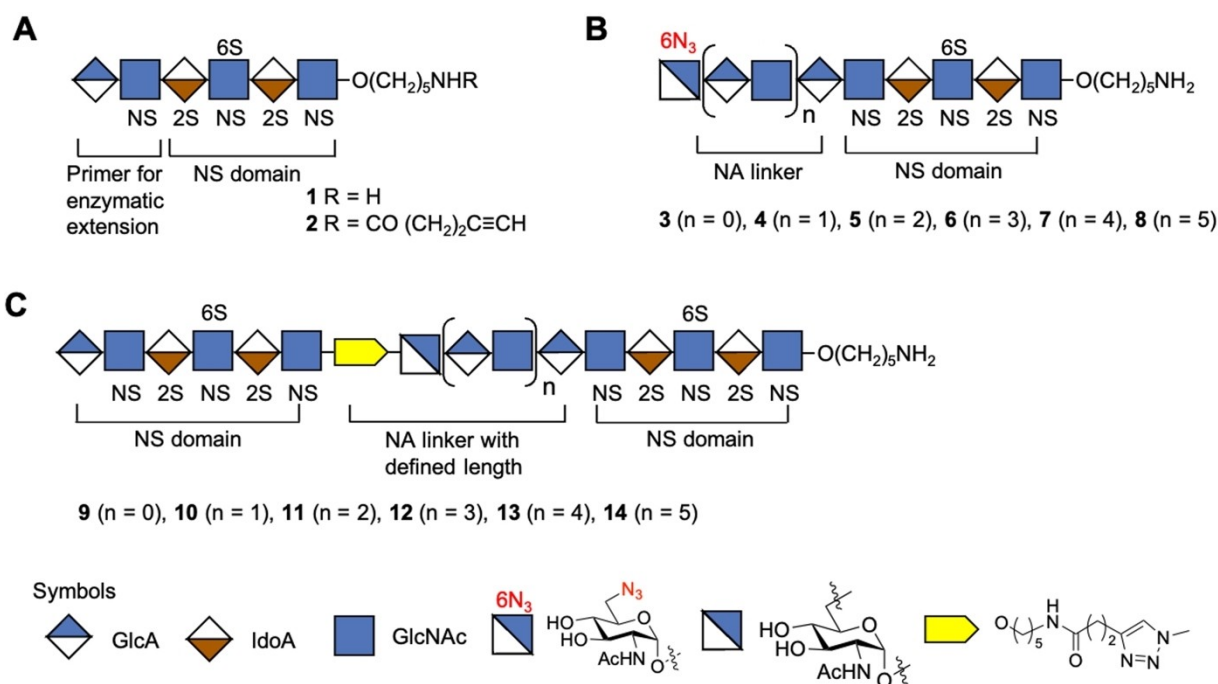 A
6S
O(CH₂)₅NHR
NS 2S NS 2S NS
Primer for
enzymatic
extension
NS domain
1 R = H
2 R = CO (CH₂)₂C≡CH
B
6N₃
6S
n
O(CH₂)₅NH₂
NS 2S NS 2S NS
NA linker
NS domain
3 (n = 0), 4 (n = 1), 5 (n = 2), 6 (n = 3), 7 (n = 4), 8 (n = 5)
C
6S
6S
n
O(CH₂)₅NH₂
NS 2S NS 2S NS
NS 2S NS 2S NS
NS domain
NA linker with
defined length
NS domain
9 (n = 0), 10 (n = 1), 11 (n = 2), 12 (n = 3), 13 (n = 4), 14 (n = 5)
Symbols
GlcA
IdoA
GlcNAc
6N₃
N₃
HO
HO
O
AcHN
O
O
HO
HO
AcHN
O
O
5
H
N
O
2
N
N=N